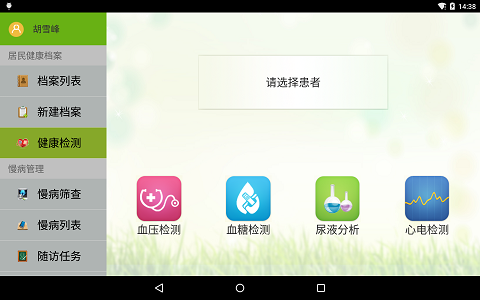 14:38
胡雪峰
居民健康档案
档案列表
新建档案
健康检测
慢病管理
慢病筛查
慢病列表
随访任务
请选择患者
血压检测
血糖检测
尿液分析
心电检测